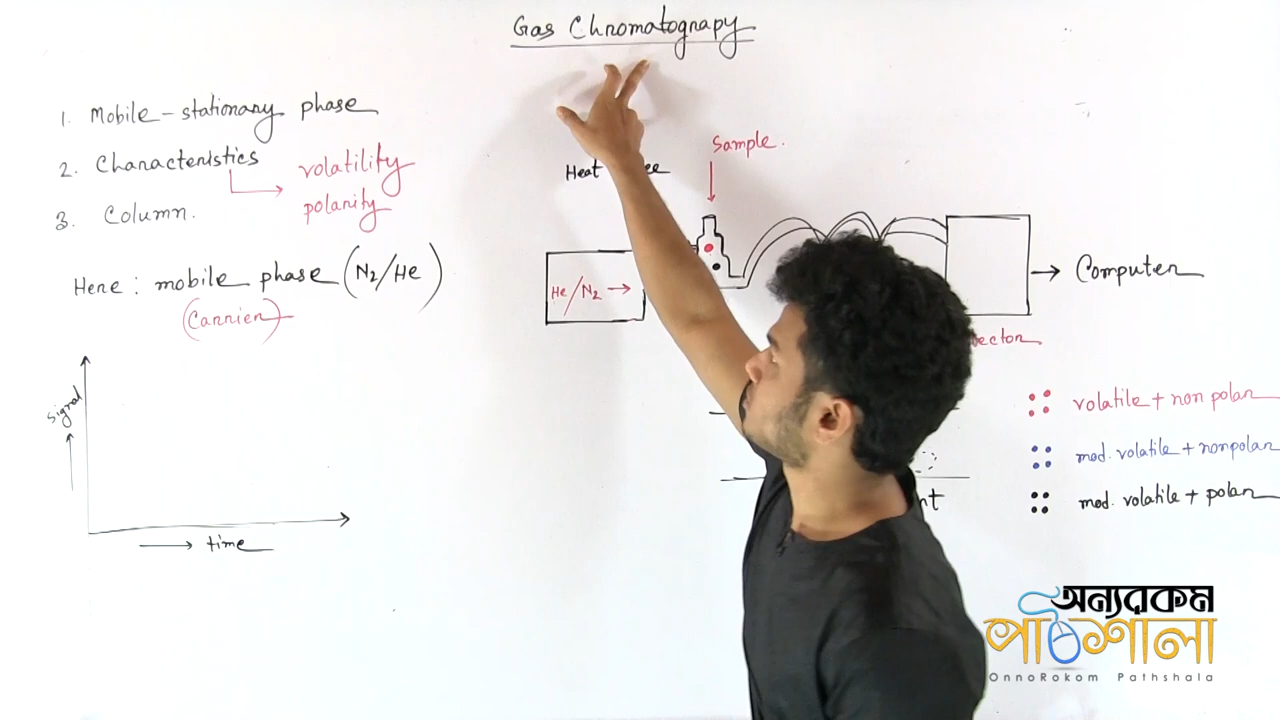 Gas Chromatograpy
1. Mobile - stationary phase
2. Characteristics
volatility
polarity
3. Column.
Here : mobile phase (N2/He)
(Carrier)
signal
time
Heat
Sample.
He/N2
Computer
volatile + non polar
mod. volatile + nonpolar
mod. volatile + polar
অন্যরকম
পাঠশালা
OnnoRokom Pathshala